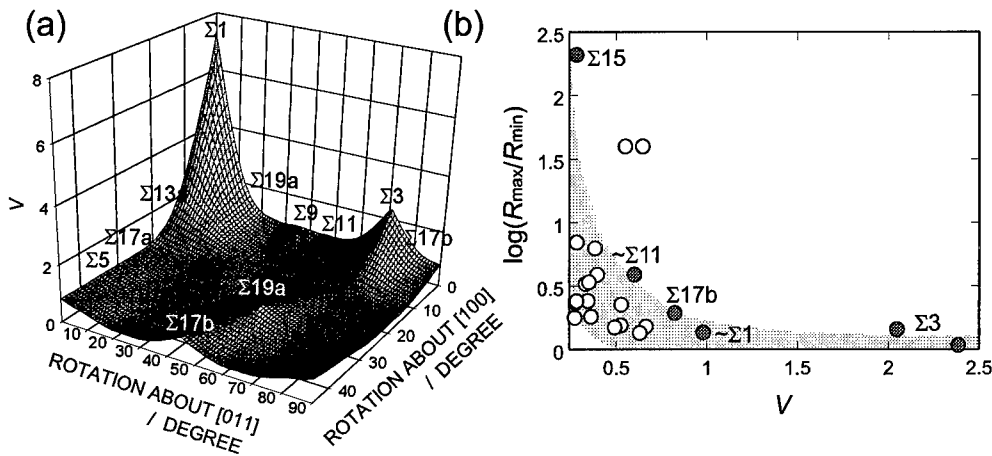 (a)
Σ1
8
6
4
2
0
V
Σ13a
Σ19a
Σ3
Σ9
Σ11
Σ17a
Σ17b
Σ5
Σ19a
Σ17b
0
10
20
30
40
10
20
30
40
50
60
70
80
90
ROTATION ABOUT [011]
/ DEGREE
ROTATION ABOUT [100]
/ DEGREE
(b)
2.5
2
1.5
1
0.5
0
log(Rmax/Rmin)
Σ15
~Σ11
Σ17b
~Σ1
Σ3
0.5
1
1.5
2
2.5
V